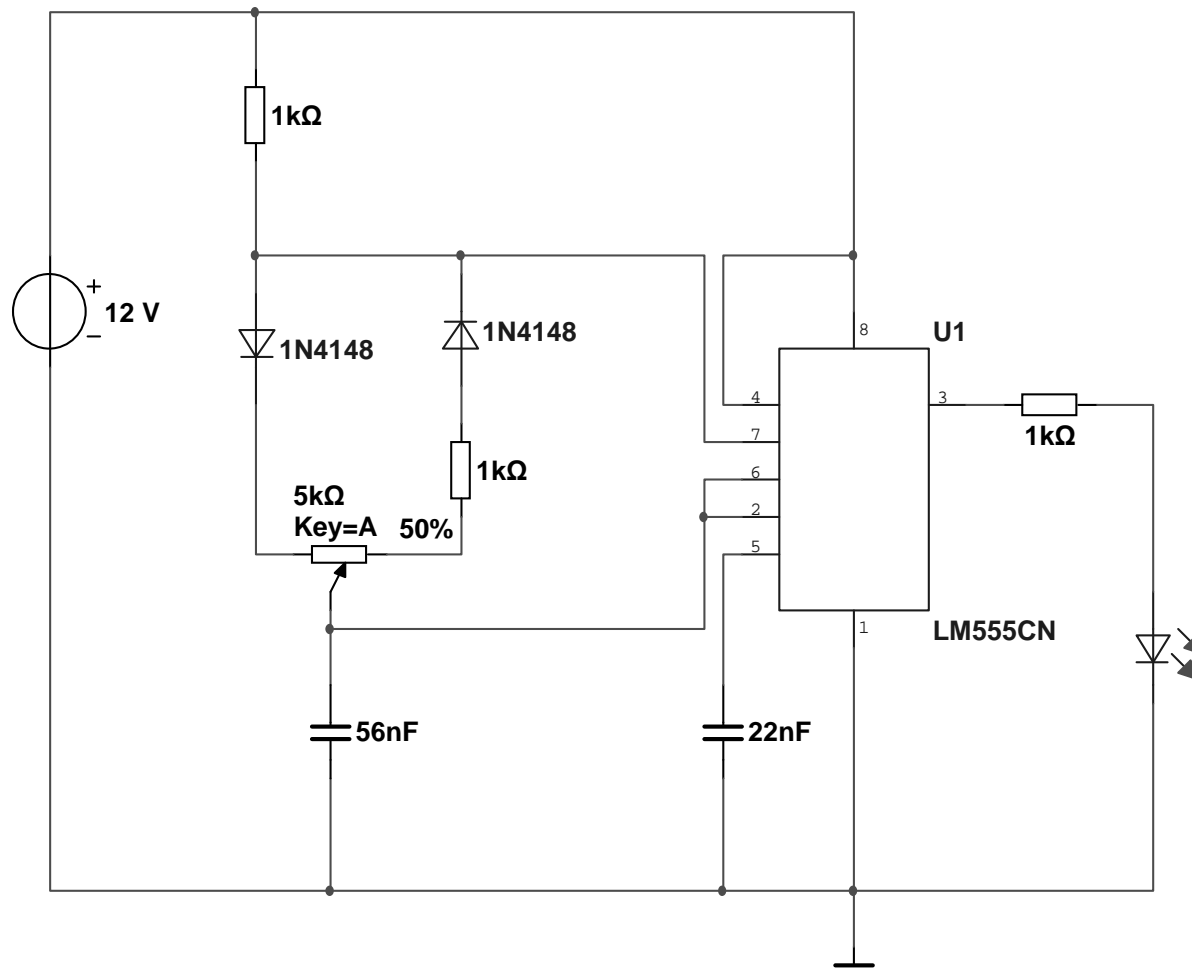 1kΩ
+
12 V
−
1N4148
1N4148
8
U1
4
3
7
1kΩ
1kΩ
6
5kΩ
Key=A
50%
2
5
1
LM555CN
56nF
22nF